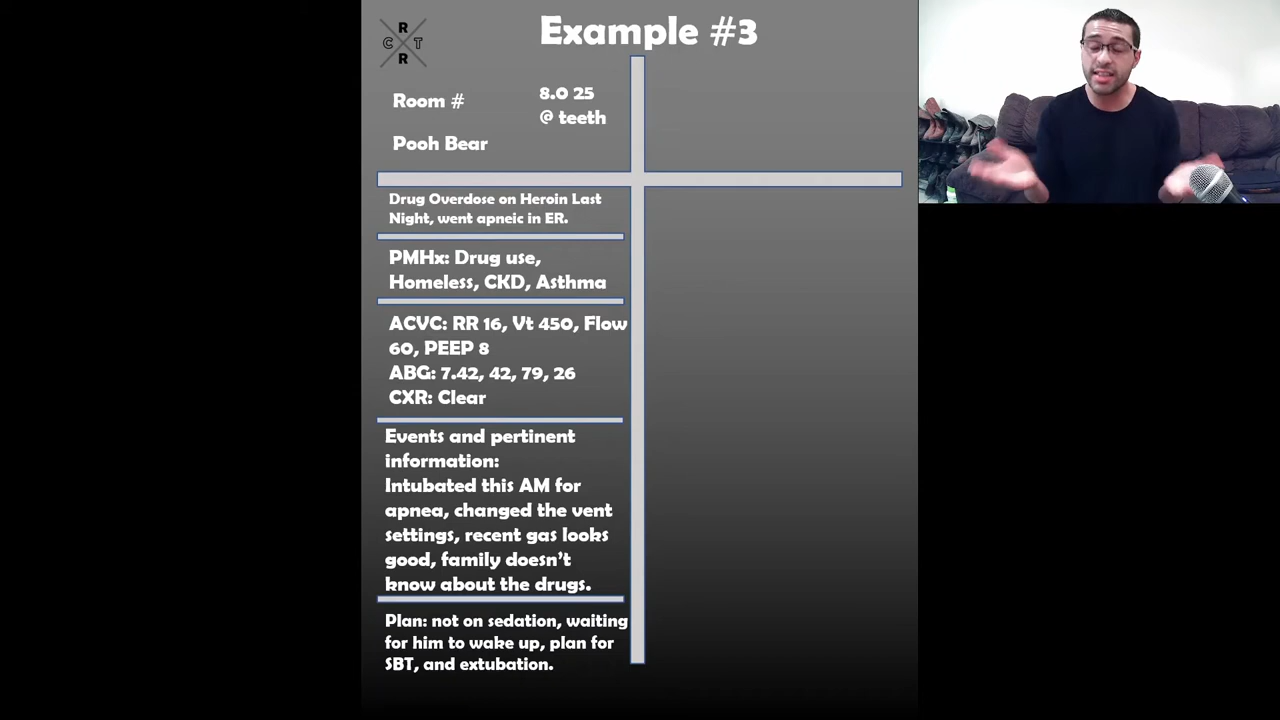 Example #3
R
C T
R
Room #
8.0 25
@ teeth
Pooh Bear
Drug Overdose on Heroin Last
Night, went apneic in ER.
PMHx: Drug use,
Homeless, CKD, Asthma
ACVC: RR 16, Vt 450, Flow
60, PEEP 8
ABG: 7.42, 42, 79, 26
CXR: Clear
Events and pertinent
information:
Intubated this AM for
apnea, changed the vent
settings, recent gas looks
good, family doesn't
know about the drugs.
Plan: not on sedation, waiting
for him to wake up, plan for
SBT, and extubation.